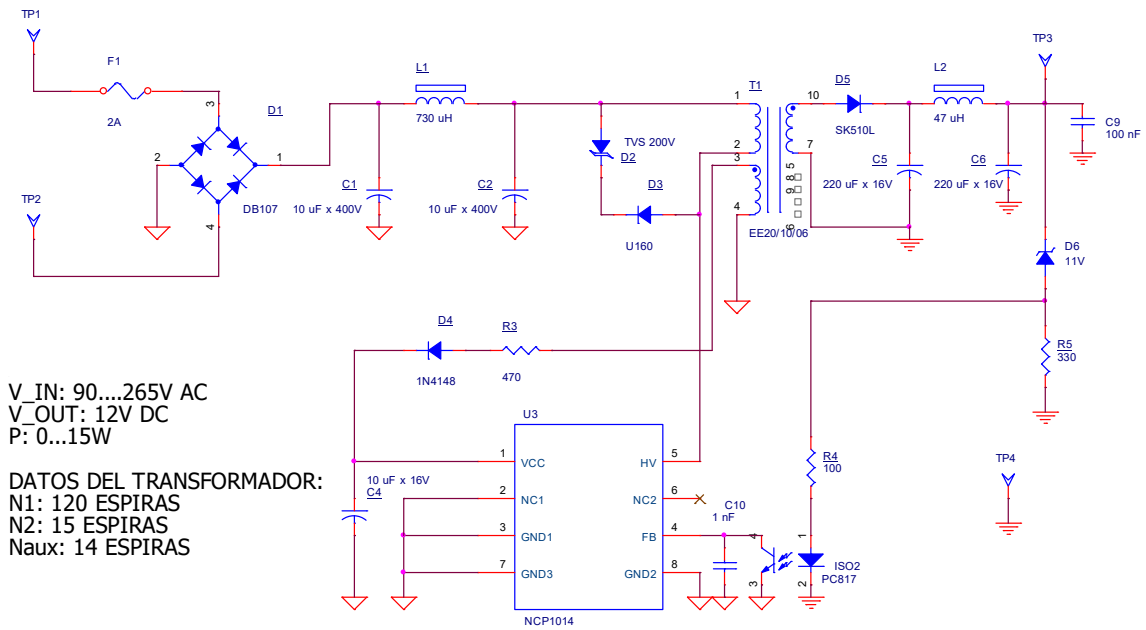 TP1
F1
2A
3
D1
2
1
DB107
TP2
4
L1
730 uH
C1
10 uF x 400V
C2
10 uF x 400V
TVS 200V
D2
D3
U160
T1
1
2
3
4
10
7
5
8
9
6
EE20/10/06
D5
SK510L
L2
47 uH
TP3
C9
100 nF
C5
220 uF x 16V
C6
220 uF x 16V
D6
11V
R5
330
D4
1N4148
R3
470
V_IN: 90....265V AC
V_OUT: 12V DC
P: 0...15W
DATOS DEL TRANSFORMADOR:
N1: 120 ESPIRAS
N2: 15 ESPIRAS
Naux: 14 ESPIRAS
10 uF x 16V
C4
U3
1
VCC
HV
5
2
NC1
NC2
6
3
GND1
FB
4
7
GND3
GND2
8
NCP1014
C10
1 nF
4
3
1
2
ISO2
PC817
R4
100
TP4